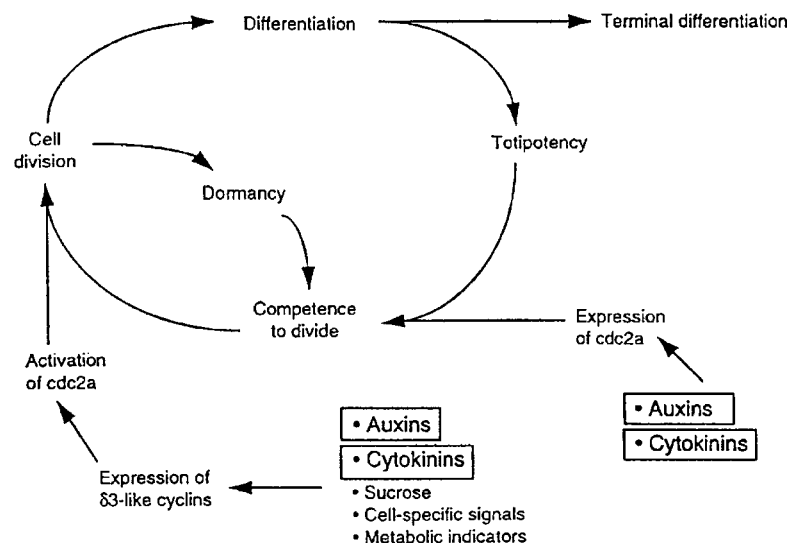 Differentiation
Terminal differentiation
Cell
division
Totipotency
Dormancy
Competence
to divide
Expression
of cdc2a
Activation
of cdc2a
• Auxins
• Cytokinins
• Auxins
• Cytokinins
• Sucrose
• Cell-specific signals
• Metabolic indicators
Expression of
δ3-like cyclins